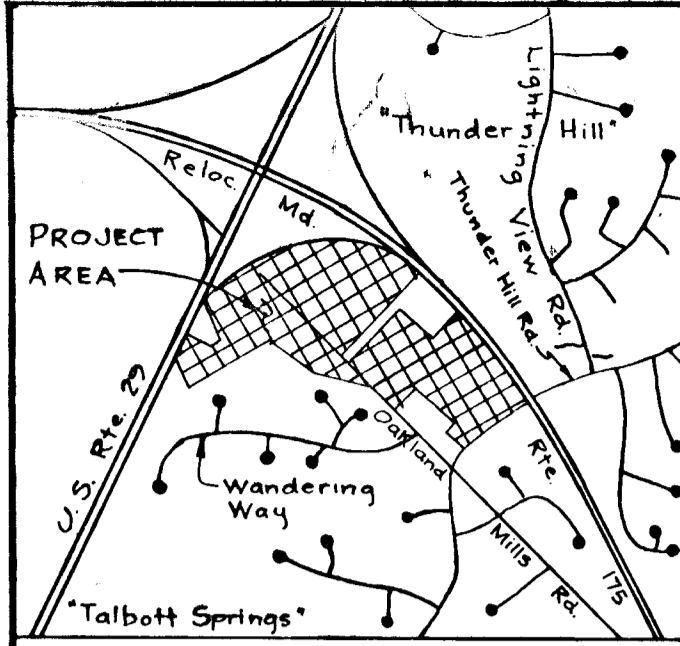 "Thunder Hill"
Lightning View Rd.
Thunder Hill Rd.
Reloc. Md. Rte. 175
PROJECT
AREA
U.S. Rte. 29
Oakland Mills Rd.
Wandering
Way
"Talbott Springs"